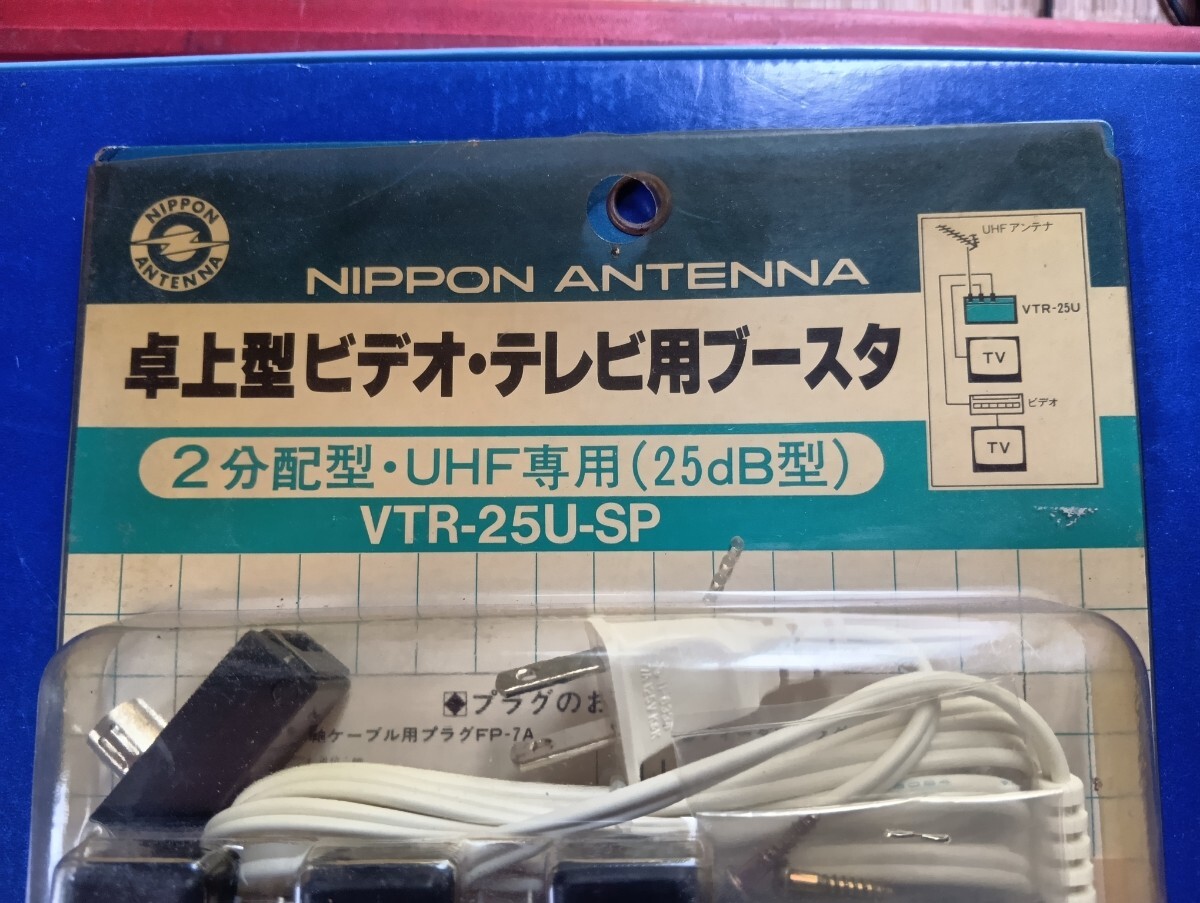 NIPPON
ANTENNA
NIPPON ANTENNA
卓上型ビデオ・テレビ用ブースタ
2分配型・UHF専用(25dB型)
VTR-25U-SP
UHFアンテナ
VTR-25U
TV
ビデオ
TV
◆プラグのお
軸ケーブル用プラグFP-7A